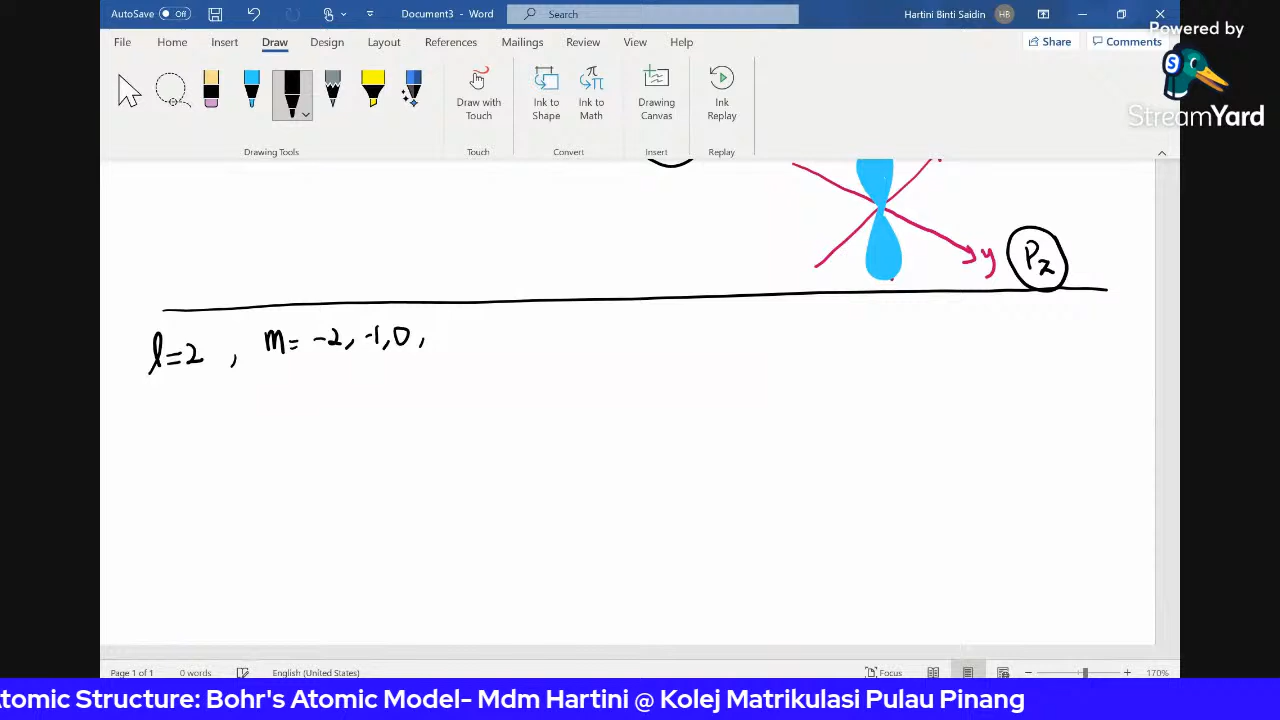 AutoSave Off Document3 - Word Search Hartini Binti Saidin HB
Powered by
File Home Insert Draw Design Layout References Mailings Review View Help Share Comments
S
StreamYard
Draw with Touch
Ink to Shape
Ink to Math
Drawing Canvas
Ink Replay
Drawing Tools Touch Convert Insert Replay
y
Pz
l=2 , m= -2, -1, 0,
Page 1 of 1 0 words English (United States) Focus 170%
tomic Structure: Bohr's Atomic Model- Mdm Hartini @ Kolej Matrikulasi Pulau Pinang